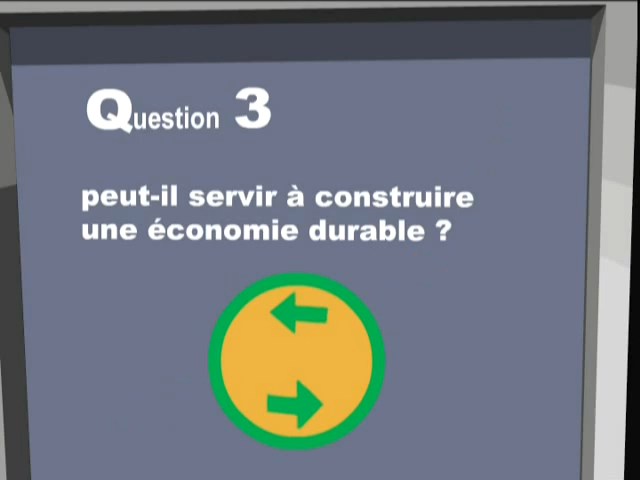 Question 3
peut-il servir à construire
une économie durable ?